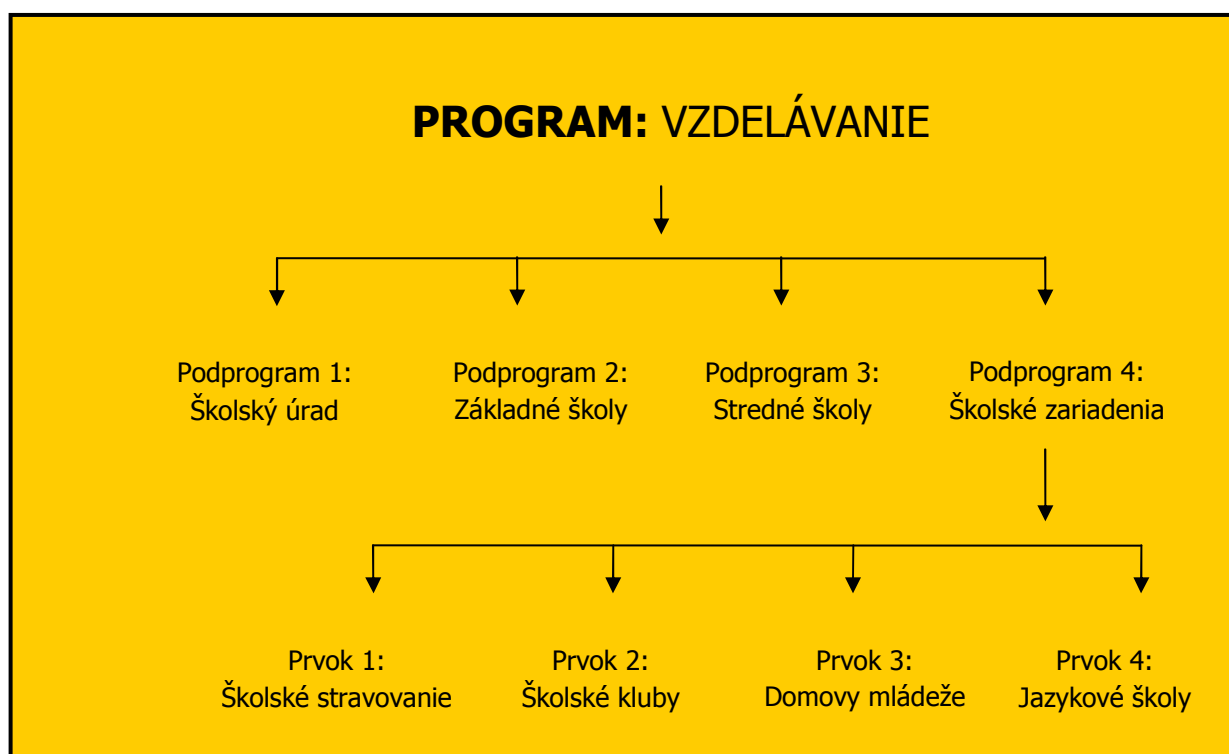 PROGRAM: VZDELÁVANIE
Podprogram 1:
Školský úrad
Podprogram 2:
Základné školy
Podprogram 3:
Stredné školy
Podprogram 4:
Školské zariadenia
Prvok 1:
Školské stravovanie
Prvok 2:
Školské kluby
Prvok 3:
Domovy mládeže
Prvok 4:
Jazykové školy